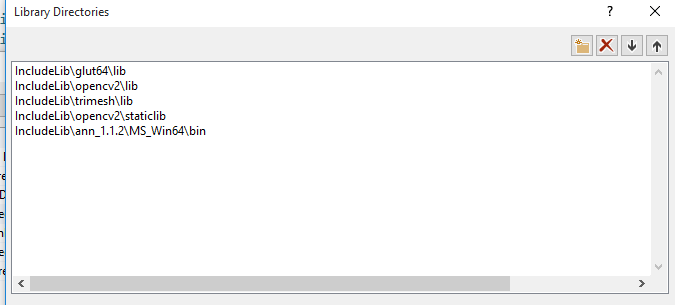 Library Directories
IncludeLib\glut64\lib
IncludeLib\opencv2\lib
IncludeLib\trimesh\lib
IncludeLib\opencv2\staticlib
IncludeLib\ann_1.1.2\MS_Win64\bin